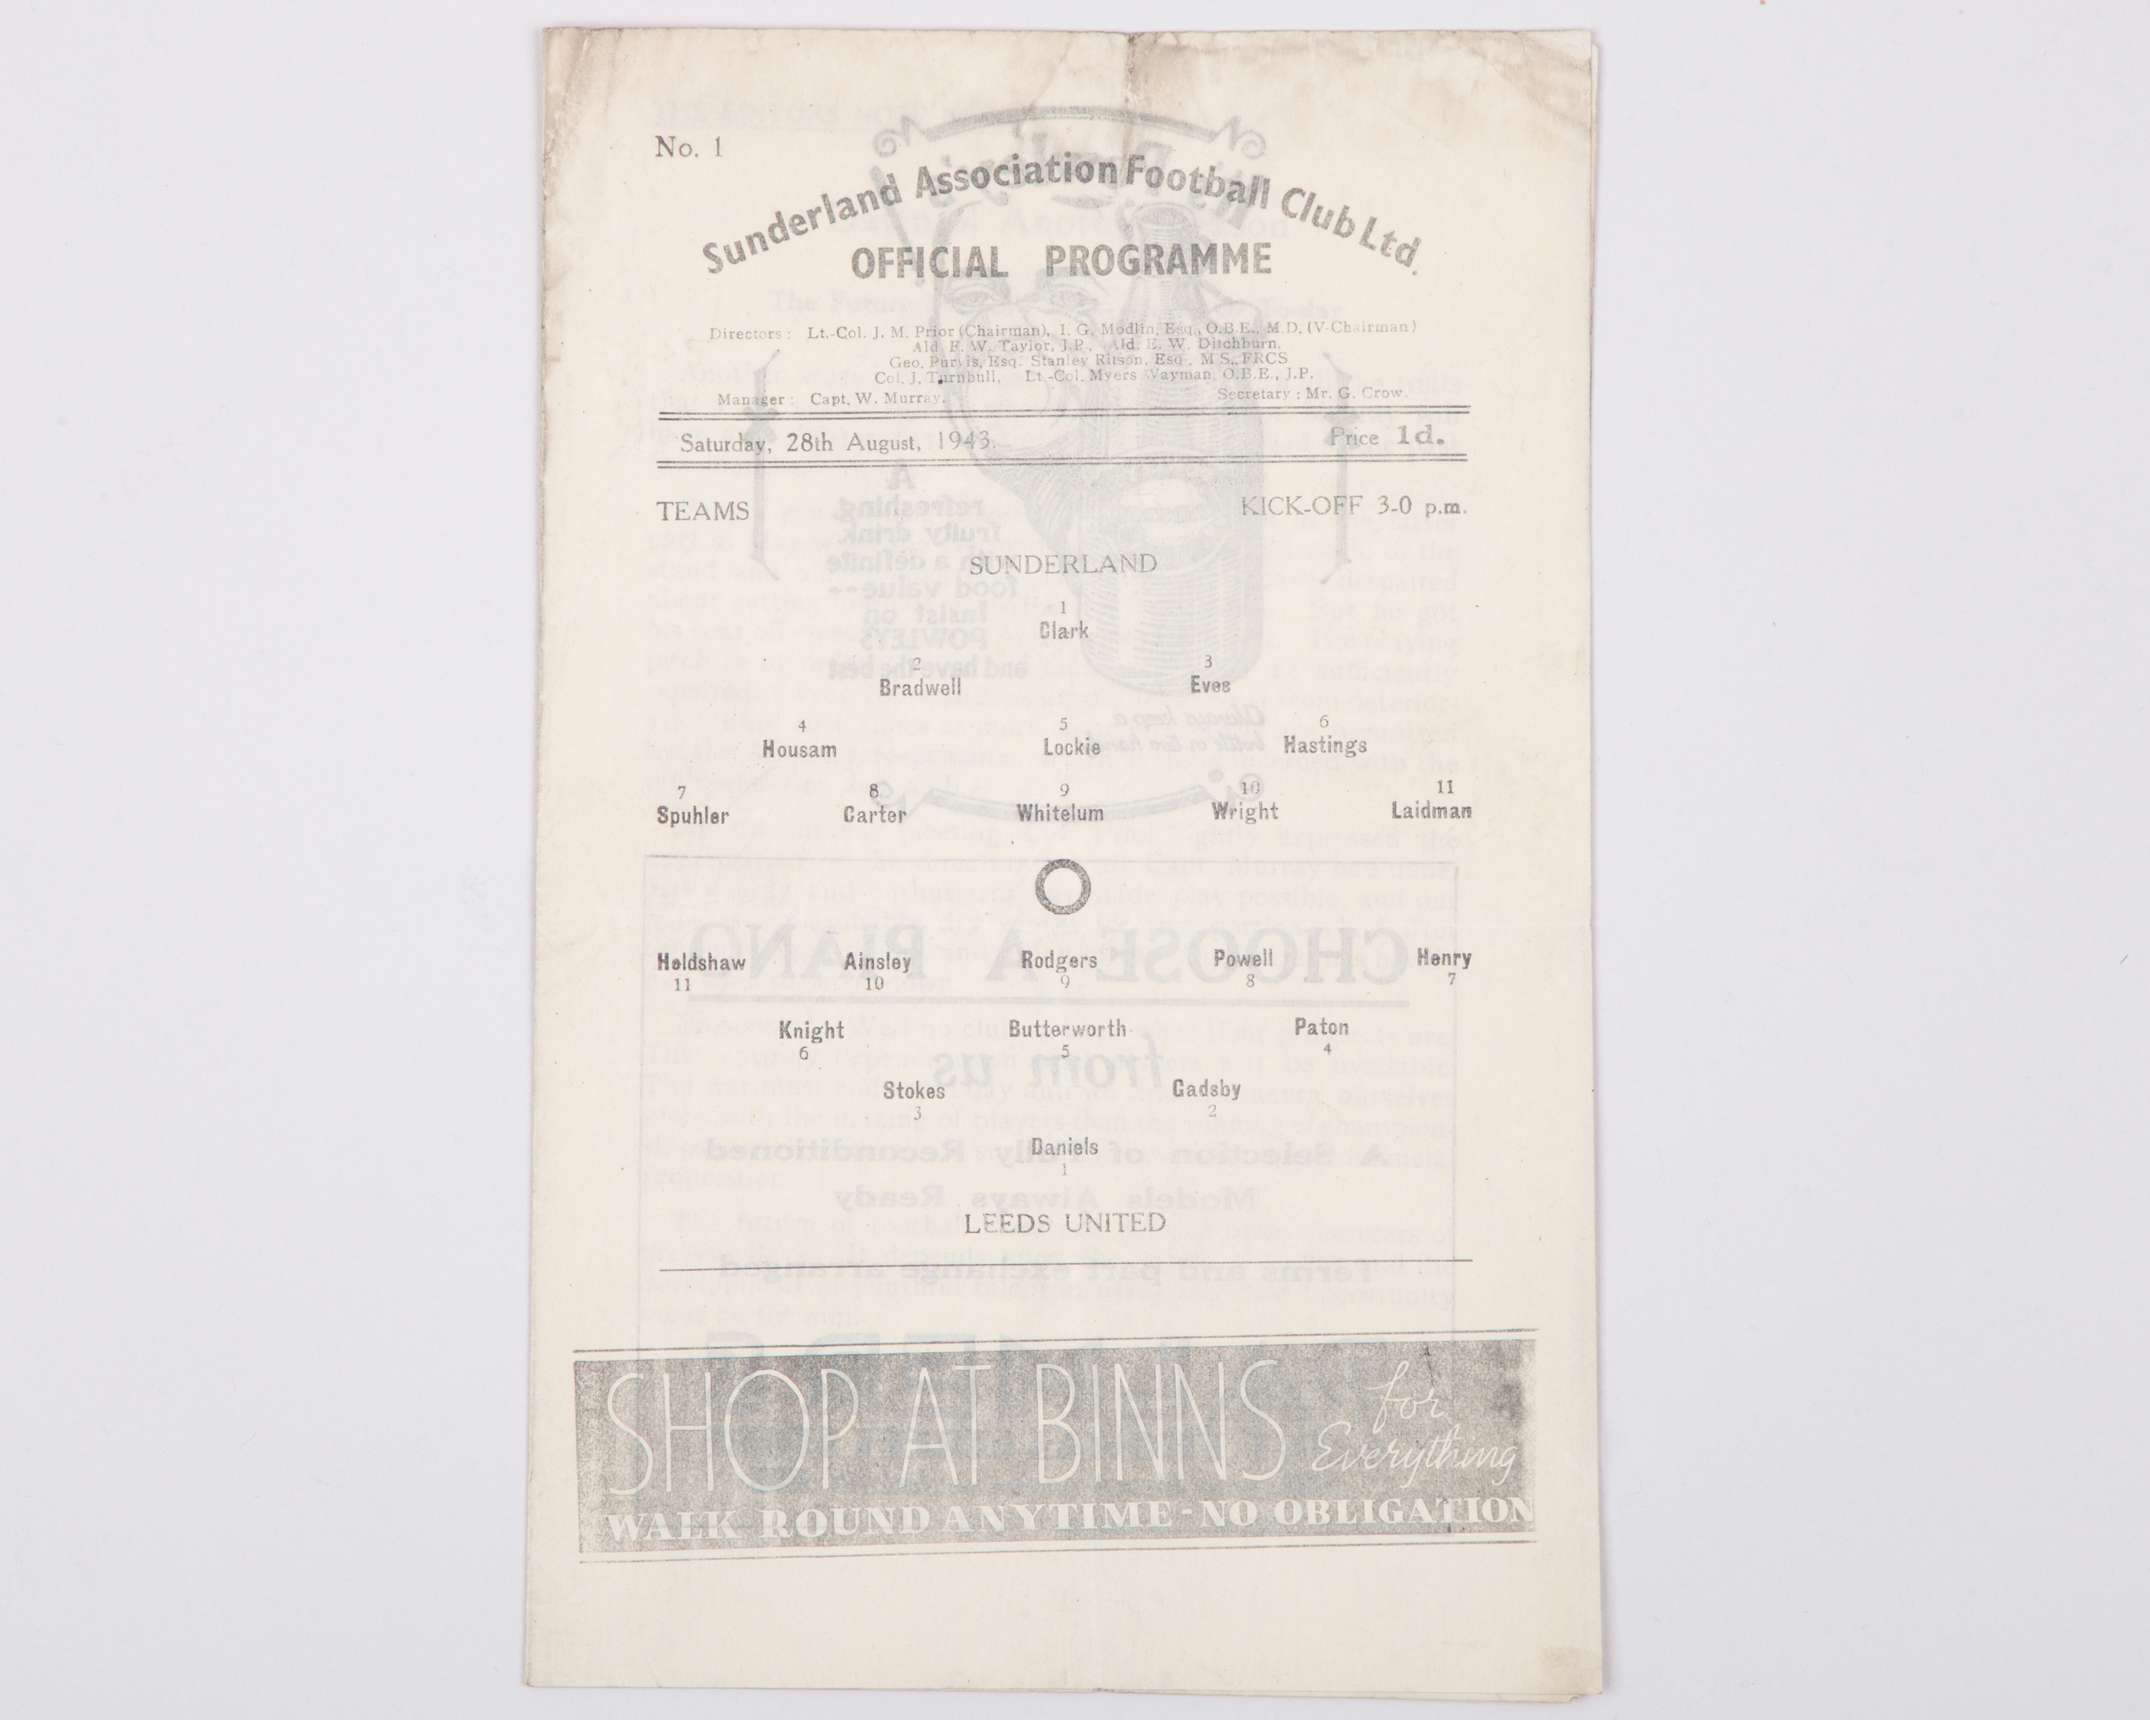 No. 1
Sunderland Association Football Club Ltd.
OFFICIAL PROGRAMME
Directors : Lt.-Col. J. M. Prior (Chairman), I. G. Modlin, Esq., O.B.E., M.D. (V-Chairman)
Ald. F. W. Taylor, J.P., Ald. E. W. Ditchburn.
Geo. Purvis, Esq. Stanley Ritson, Esq., M.S., FRCS
Col. J. Turnbull, Lt.-Col. Myers Wayman, O.B.E., J.P.
Manager : Capt. W. Murray. Secretary : Mr. G. Crow.
Saturday, 28th August, 1943. Price 1d.
TEAMS KICK-OFF 3-0 p.m.
SUNDERLAND
1
Clark
2 3
Bradwell Eves
4 5 6
Housam Lockie Hastings
7 8 9 10 11
Spuhler Carter Whitelum Wright Laidman
Heldshaw Ainsley Rodgers Powell Henry
11 10 9 8 7
Knight Butterworth Paton
6 5 4
Stokes Gadsby
3 2
Daniels
1
LEEDS UNITED
SHOP AT BINNS for
Everything
WALK ROUND ANYTIME - NO OBLIGATION